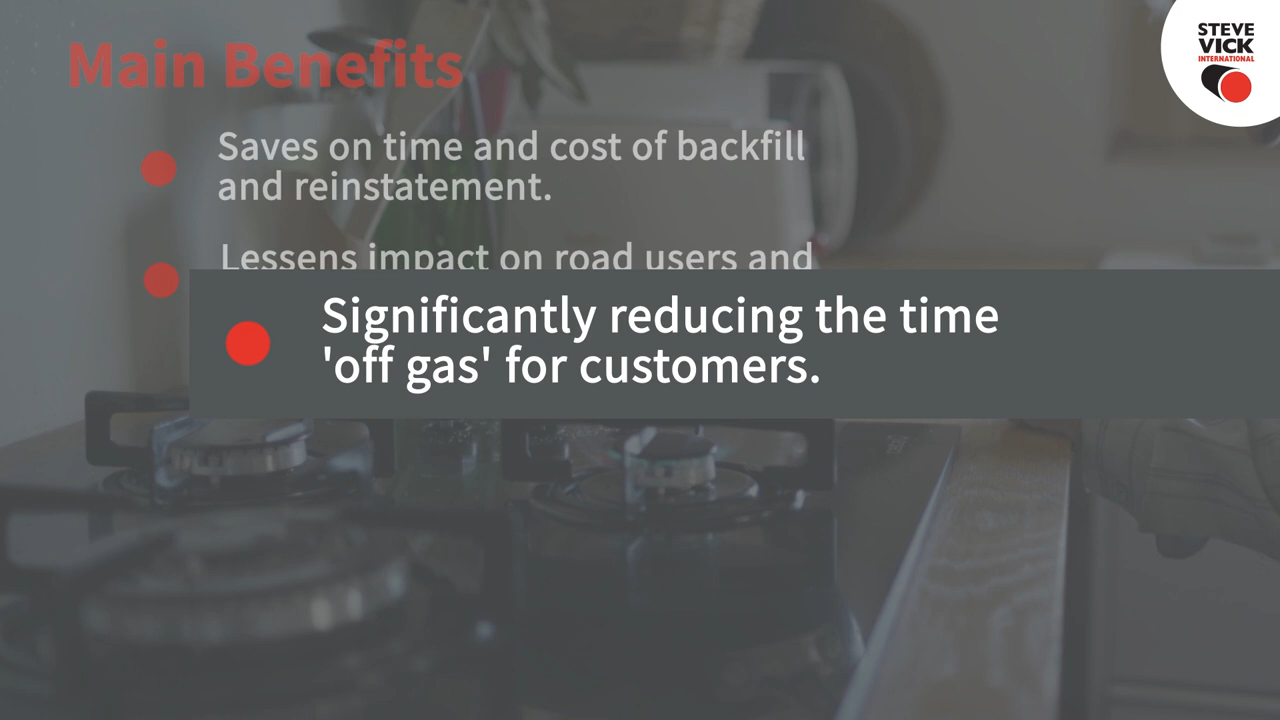 Main Benefits
STEVE
VICK
INTERNATIONAL
Saves on time and cost of backfill
and reinstatement.
Lessens impact on road users and
Significantly reducing the time
'off gas' for customers.